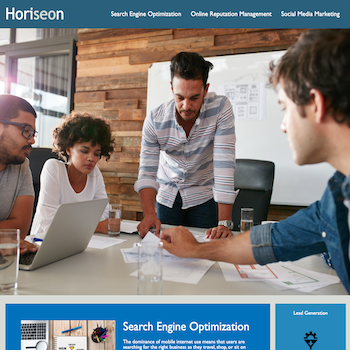 Horiseon
Search Engine Optimization
Online Reputation Management
Social Media Marketing
Search Engine Optimization
The dominance of mobile internet use means that users are
searching for the right business as they travel, shop, or sit on
Lead Generation